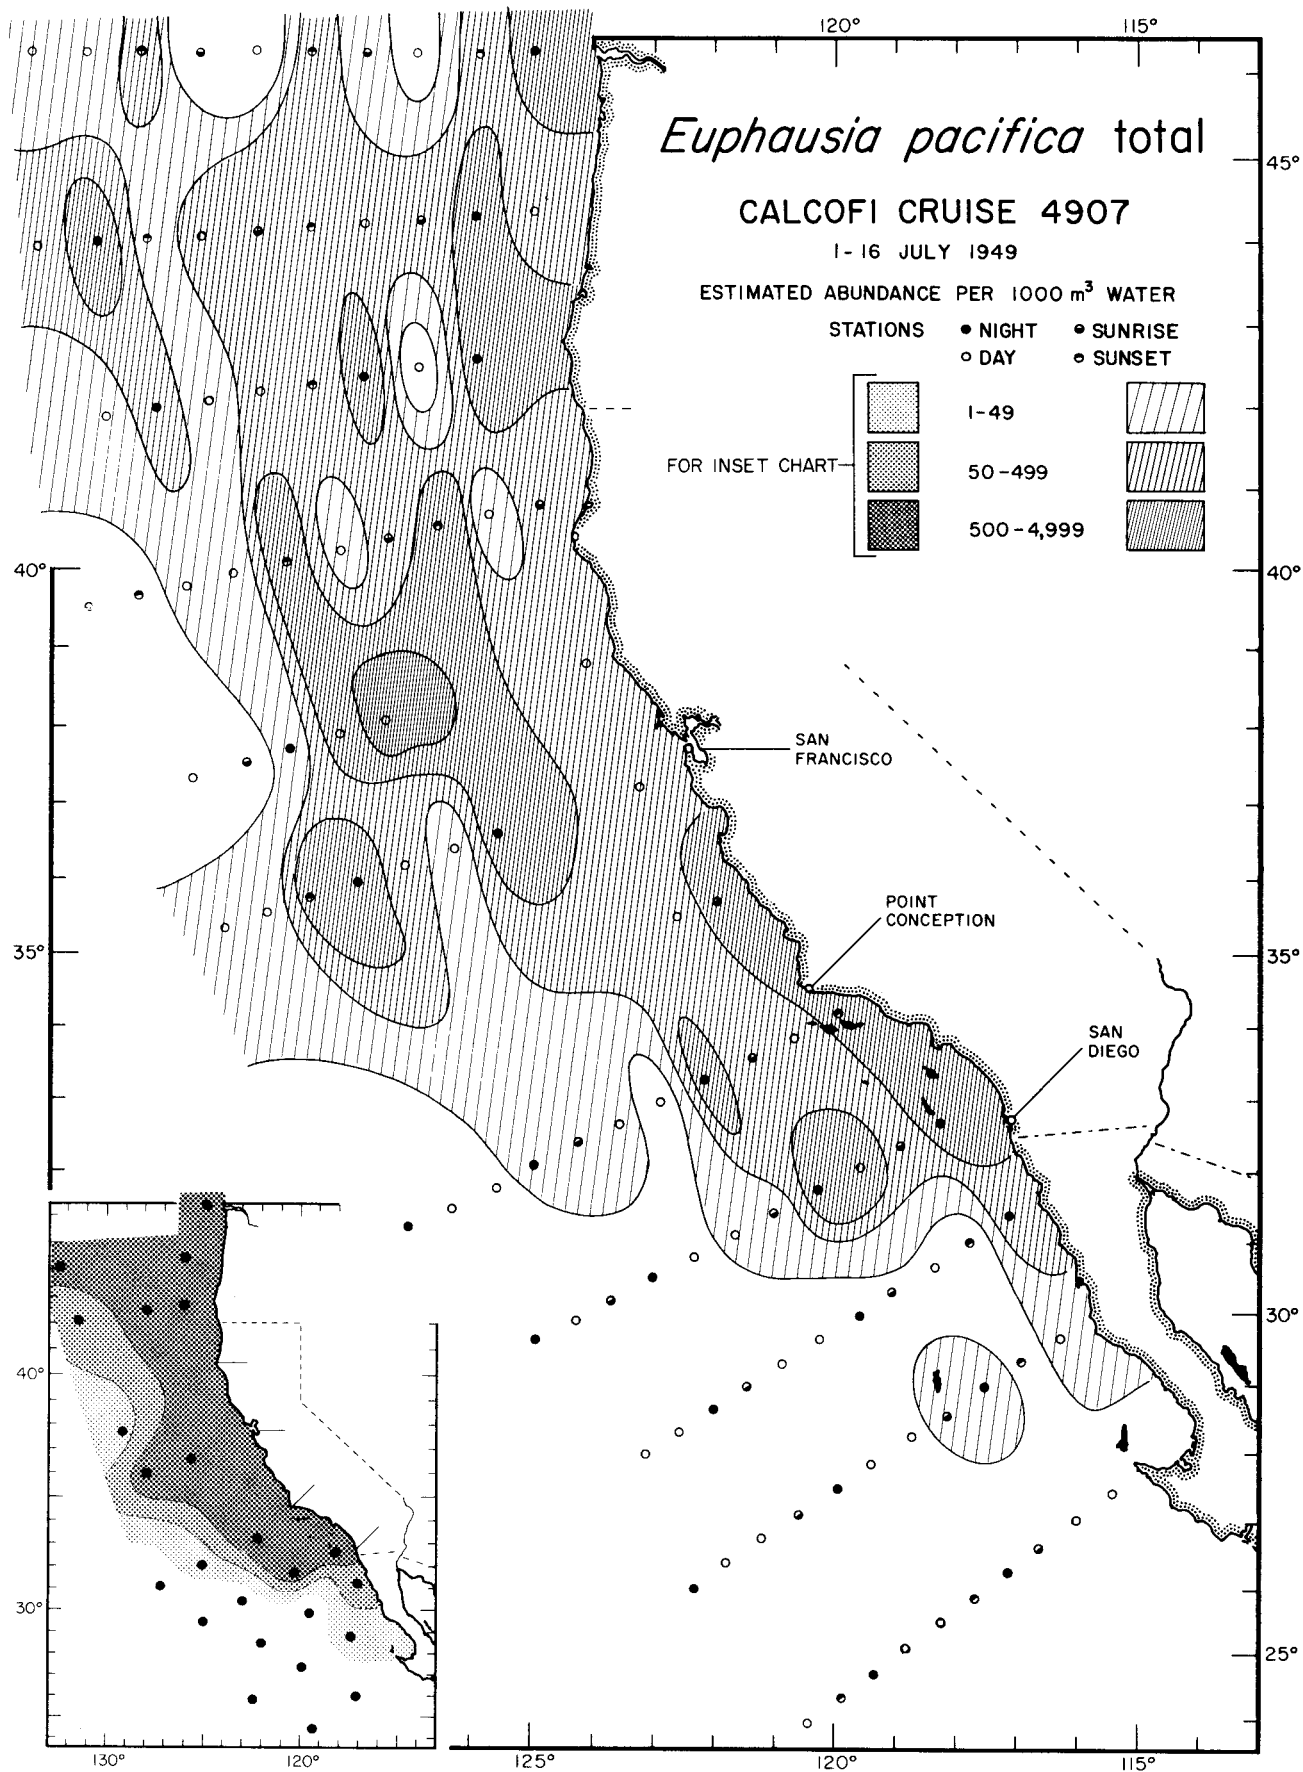 120°
115°
Euphausia pacifica total
45°
CALCOFI CRUISE 4907
1-16 JULY 1949
ESTIMATED ABUNDANCE PER 1000 m³ WATER
STATIONS ● NIGHT ◒ SUNRISE
○ DAY ◓ SUNSET
1-49
FOR INSET CHART
50-499
500-4,999
40°
40°
SAN
FRANCISCO
POINT
CONCEPTION
35°
35°
SAN
DIEGO
30°
40°
30°
25°
130°
120°
125°
120°
115°